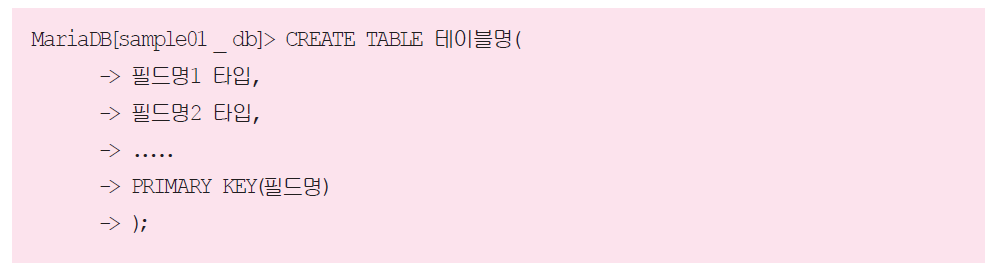 MariaDB[sample01 _ db]> CREATE TABLE 테이블명(
-> 필드명1 타입,
-> 필드명2 타입,
-> .....
-> PRIMARY KEY(필드명)
-> );